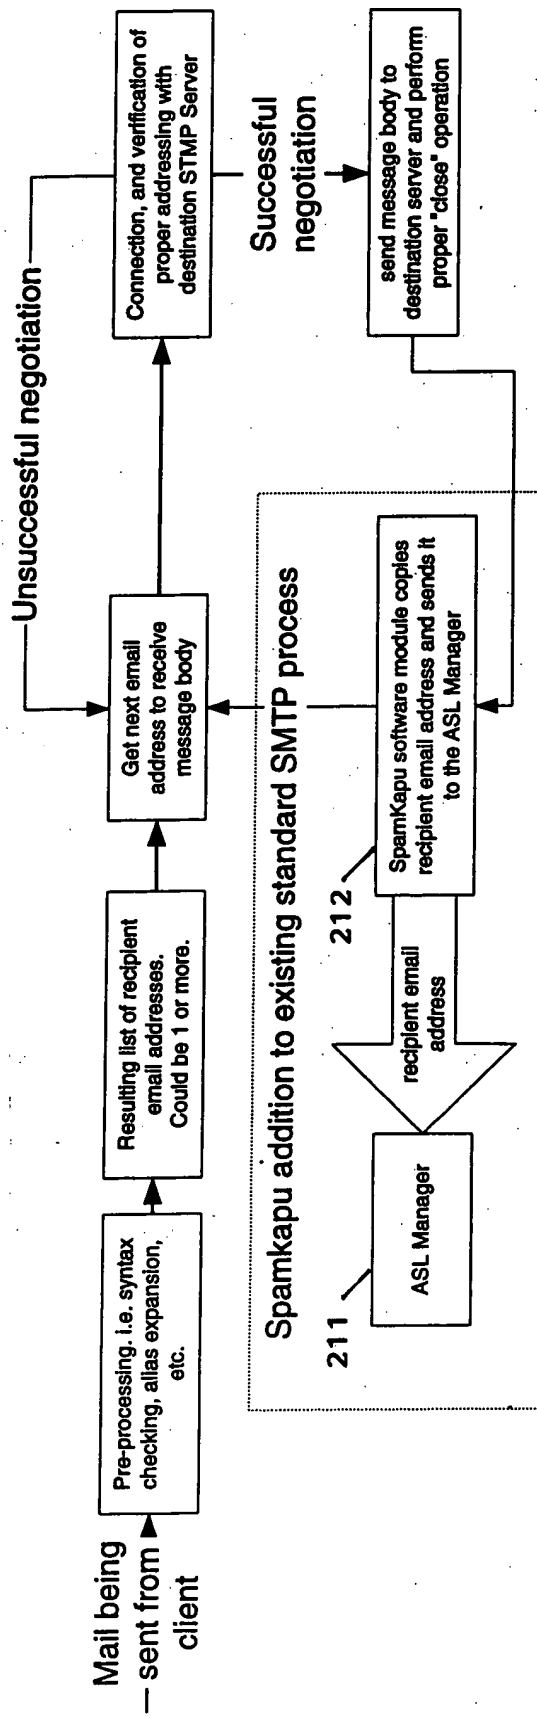 Mail being
sent from
client
Pre-processing. i.e. syntax
checking, alias expansion,
etc.
Resulting list of recipient
email addresses.
Could be 1 or more.
Get next email
address to receive
message body
Unsuccessful negotiation
Connection, and verification of
proper addressing with
destination STMP Server
Successful
negotiation
send message body to
destination server and perform
proper "close" operation
Spamkapu addition to existing standard SMTP process
211
ASL Manager
recipient email
address
212
SpamKapu software module copies
recipient email address and sends it
to the ASL Manager